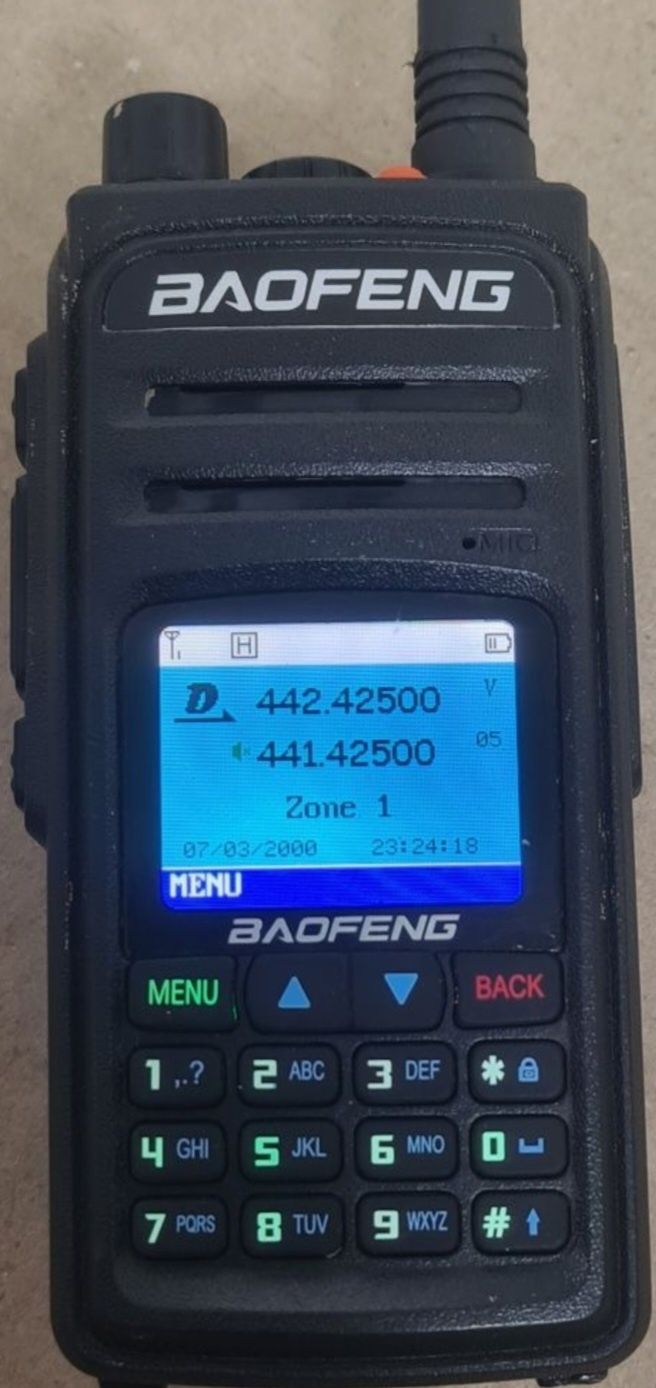 BAOFENG
MIC
H
D 442.42500 V
441.42500 05
Zone 1
07/03/2000 23:24:18
MENU
BAOFENG
MENU ▲ ▼ BACK
1 ,.? 2 ABC 3 DEF *
4 GHI 5 JKL 6 MNO 0 ⎵
7 PQRS 8 TUV 9 WXYZ # ⬆